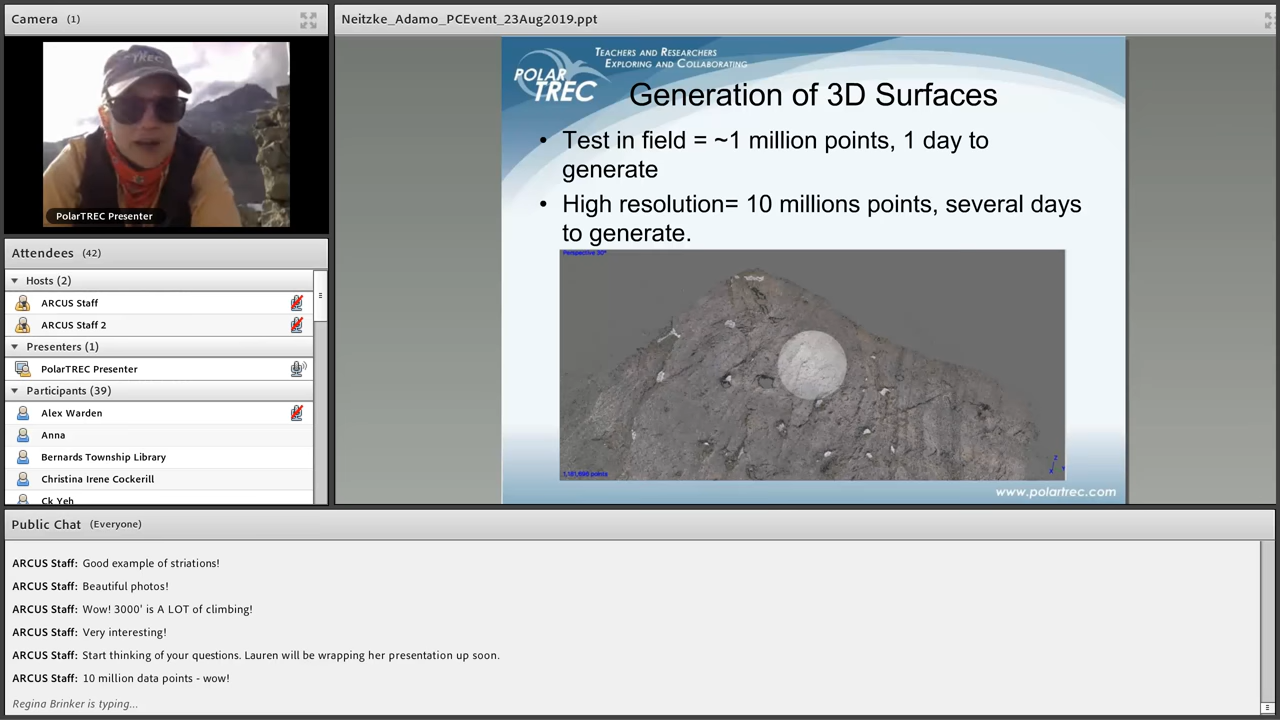 Camera (1)
PolarTREC Presenter
Attendees (42)
Hosts (2)
ARCUS Staff
ARCUS Staff 2
Presenters (1)
PolarTREC Presenter
Participants (39)
Alex Warden
Anna
Bernards Township Library
Christina Irene Cockerill
Ck Yeh
Neitzke_Adamo_PCEvent_23Aug2019.ppt
TEACHERS AND RESEARCHERS
EXPLORING AND COLLABORATING
POLAR
TREC
Generation of 3D Surfaces
• Test in field = ~1 million points, 1 day to
generate
• High resolution= 10 millions points, several days
to generate.
Perspective 30°
Z
X
www.polartrec.com
Public Chat (Everyone)
ARCUS Staff: Good example of striations!
ARCUS Staff: Beautiful photos!
ARCUS Staff: Wow! 3000' is A LOT of climbing!
ARCUS Staff: Very interesting!
ARCUS Staff: Start thinking of your questions. Lauren will be wrapping her presentation up soon.
ARCUS Staff: 10 million data points - wow!
Regina Brinker is typing...